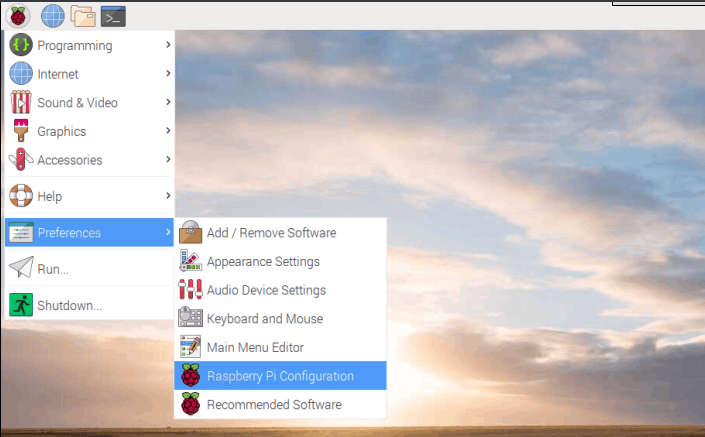 Programming
Internet
Sound & Video
Graphics
Accessories
Help
Preferences
Run...
Shutdown...
Add / Remove Software
Appearance Settings
Audio Device Settings
Keyboard and Mouse
Main Menu Editor
Raspberry Pi Configuration
Recommended Software